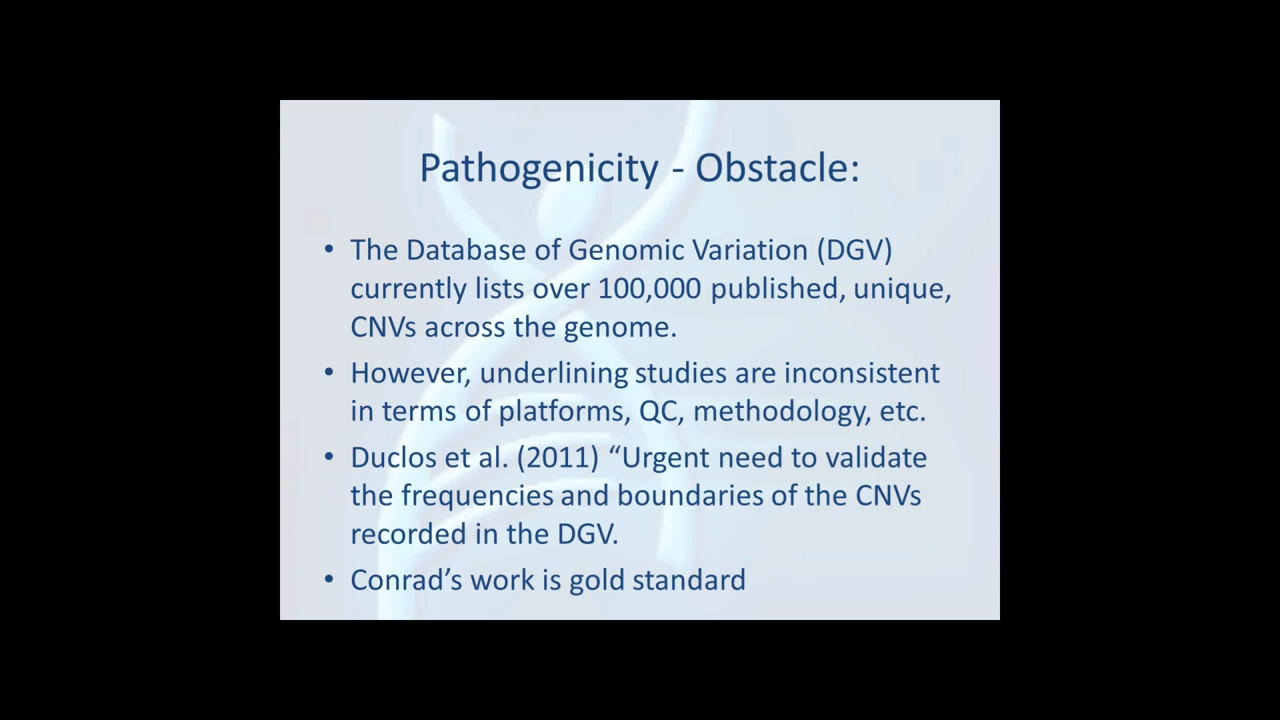 Pathogenicity - Obstacle:
• The Database of Genomic Variation (DGV)
currently lists over 100,000 published, unique,
CNVs across the genome.
• However, underlining studies are inconsistent
in terms of platforms, QC, methodology, etc.
• Duclos et al. (2011) “Urgent need to validate
the frequencies and boundaries of the CNVs
recorded in the DGV.
• Conrad’s work is gold standard